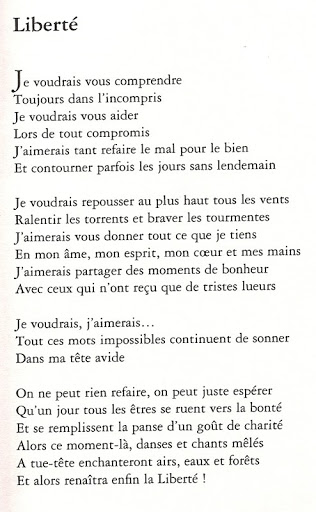 Liberté
Je voudrais vous comprendre
Toujours dans l'incompris
Je voudrais vous aider
Lors de tout compromis
J'aimerais tant refaire le mal pour le bien
Et contourner parfois les jours sans lendemain
Je voudrais repousser au plus haut tous les vents
Ralentir les torrents et braver les tourmentes
J'aimerais vous donner tout ce que je tiens
En mon âme, mon esprit, mon cœur et mes mains
J'aimerais partager des moments de bonheur
Avec ceux qui n'ont reçu que de tristes lueurs
Je voudrais, j'aimerais...
Tout ces mots impossibles continuent de sonner
Dans ma tête avide
On ne peut rien refaire, on peut juste espérer
Qu'un jour tous les êtres se ruent vers la bonté
Et se remplissent la panse d'un goût de charité
Alors ce moment-là, danses et chants mêlés
A tue-tête enchanteront airs, eaux et forêts
Et alors renaîtra enfin la Liberté !